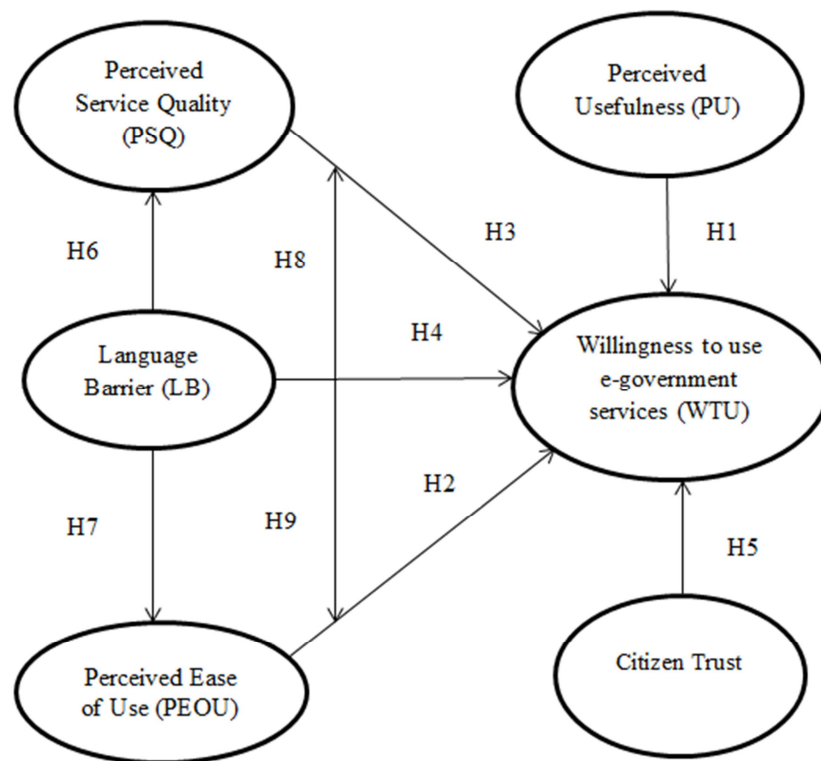 Perceived
Service Quality
(PSQ)
Perceived
Usefulness (PU)
H6
H8
H3
H1
Language
Barrier (LB)
H4
Willingness to use
e-government
services (WTU)
H7
H9
H2
H5
Perceived Ease
of Use (PEOU)
Citizen Trust